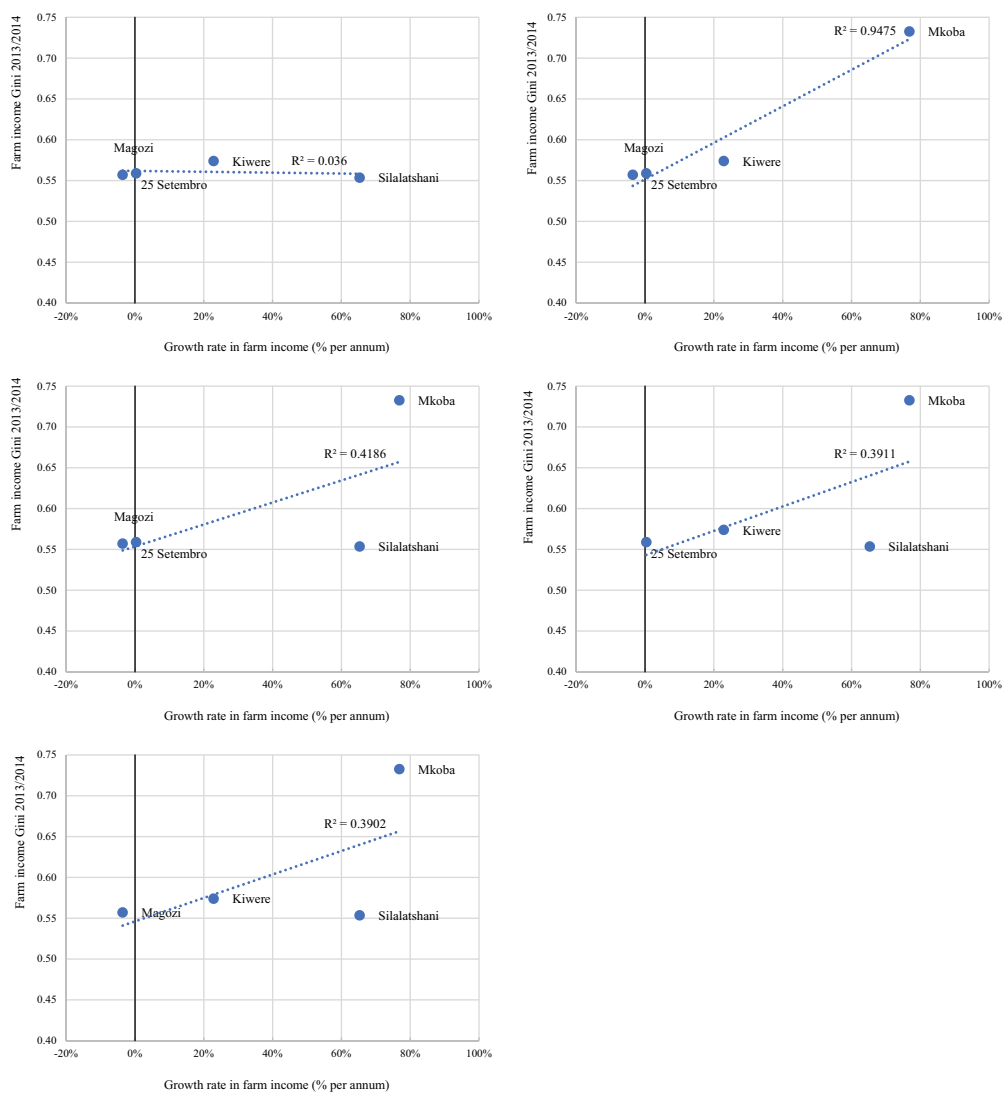 Farm income Gini 2013/2014
0.75
0.70
0.65
0.60
0.55
0.50
0.45
0.40
Magozi
25 Setembro
Kiwere
R² = 0.036
Silalatshani
-20%
0%
20%
40%
60%
80%
100%
Growth rate in farm income (% per annum)
Farm income Gini 2013/2014
0.75
0.70
0.65
0.60
0.55
0.50
0.45
0.40
R² = 0.9475
Mkoba
Magozi
25 Setembro
Kiwere
-20%
0%
20%
40%
60%
80%
100%
Growth rate in farm income (% per annum)
Farm income Gini 2013/2014
0.75
0.70
0.65
0.60
0.55
0.50
0.45
0.40
Mkoba
R² = 0.4186
Magozi
25 Setembro
Silalatshani
-20%
0%
20%
40%
60%
80%
100%
Growth rate in farm income (% per annum)
Farm income Gini 2013/2014
0.75
0.70
0.65
0.60
0.55
0.50
0.45
0.40
Mkoba
R² = 0.3911
Kiwere
25 Setembro
Silalatshani
-20%
0%
20%
40%
60%
80%
100%
Growth rate in farm income (% per annum)
Farm income Gini 2013/2014
0.75
0.70
0.65
0.60
0.55
0.50
0.45
0.40
Mkoba
R² = 0.3902
Magozi
Kiwere
Silalatshani
-20%
0%
20%
40%
60%
80%
100%
Growth rate in farm income (% per annum)